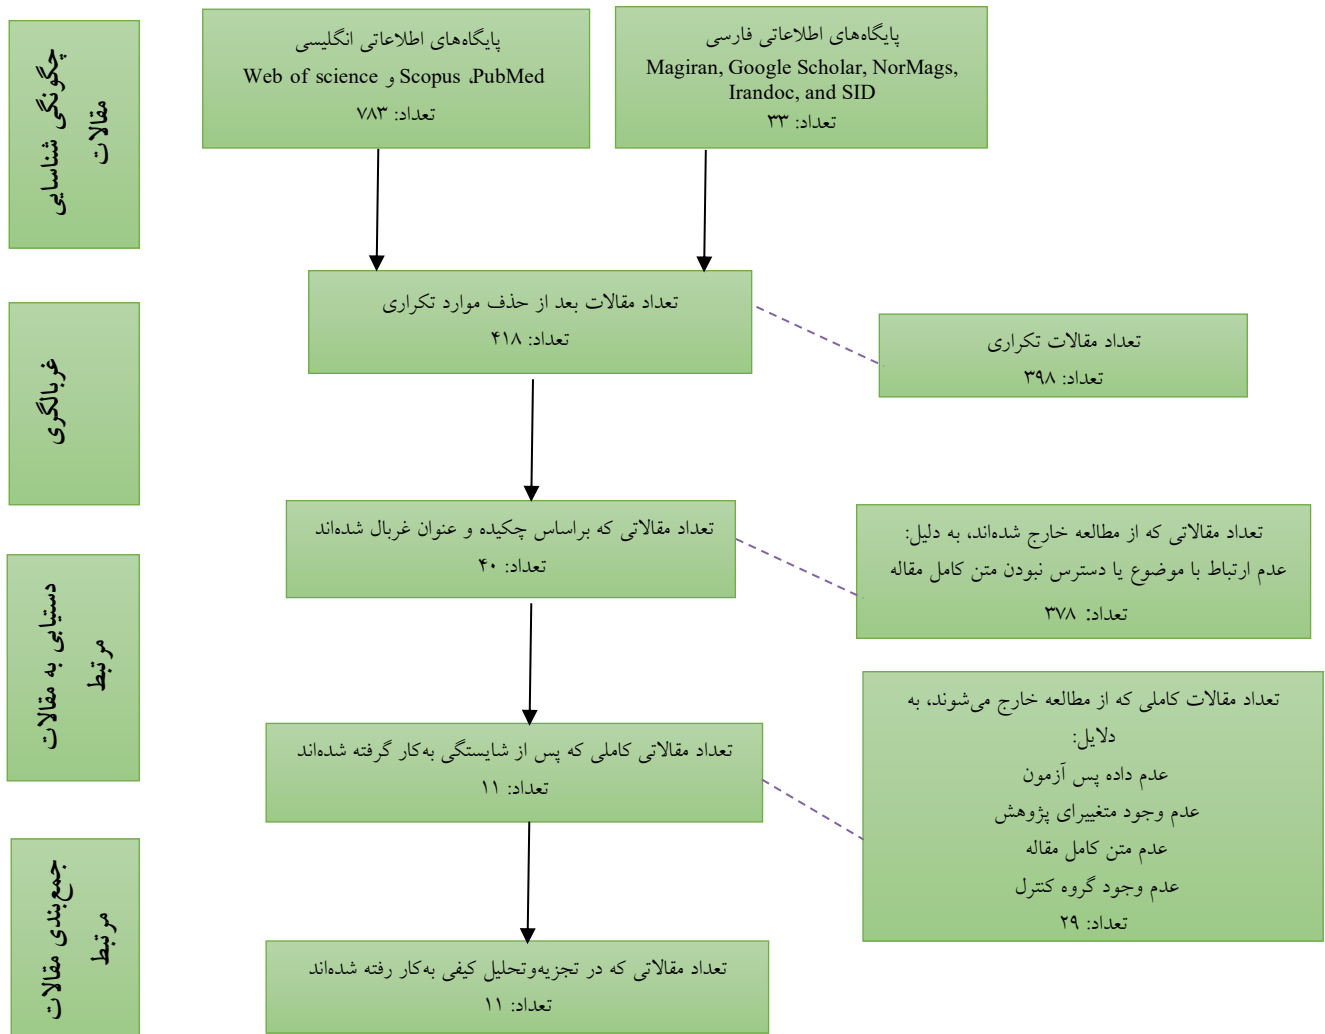 چگونگی شناسایی
مقالات
پایگاه‌های اطلاعاتی فارسی
Magiran, Google Scholar, NorMags,
Irandoc, and SID
تعداد: ۳۳
پایگاه‌های اطلاعاتی انگلیسی
Web of science و Scopus ،PubMed
تعداد: ۷۸۳
غربالگری
تعداد مقالات بعد از حذف موارد تکراری
تعداد: ۴۱۸
تعداد مقالات تکراری
تعداد: ۳۹۸
تعداد مقالاتی که براساس چکیده و عنوان غربال شده‌اند
تعداد: ۴۰
تعداد مقالاتی که از مطالعه خارج شده‌اند، به دلیل:
عدم ارتباط با موضوع یا دسترس نبودن متن کامل مقاله
تعداد: ۳۷۸
دستیابی به مقالات
مرتبط
تعداد مقالاتی کاملی که پس از شایستگی به‌کار گرفته شده‌اند
تعداد: ۱۱
تعداد مقالات کاملی که از مطالعه خارج می‌شوند، به
دلایل:
عدم داده پس آزمون
عدم وجود متغییرای پژوهش
عدم متن کامل مقاله
عدم وجود گروه کنترل
تعداد: ۲۹
جمع‌بندی مقالات
مرتبط
تعداد مقالاتی که در تجزیه‌وتحلیل کیفی به‌کار رفته شده‌اند
تعداد: ۱۱